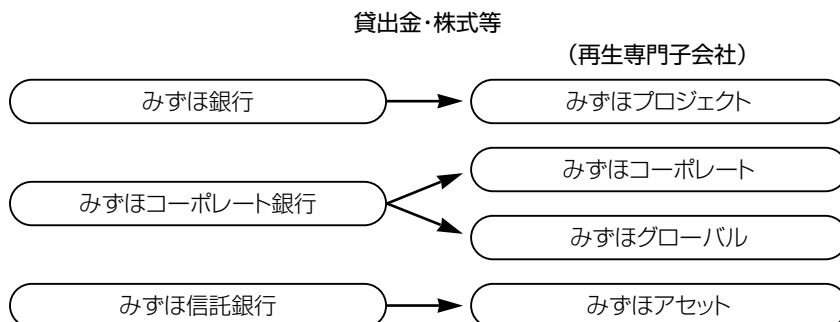 貸出金・株式等
（再生専門子会社）
みずほ銀行
みずほプロジェクト
みずほコーポレート銀行
みずほコーポレート
みずほグローバル
みずほ信託銀行
みずほアセット